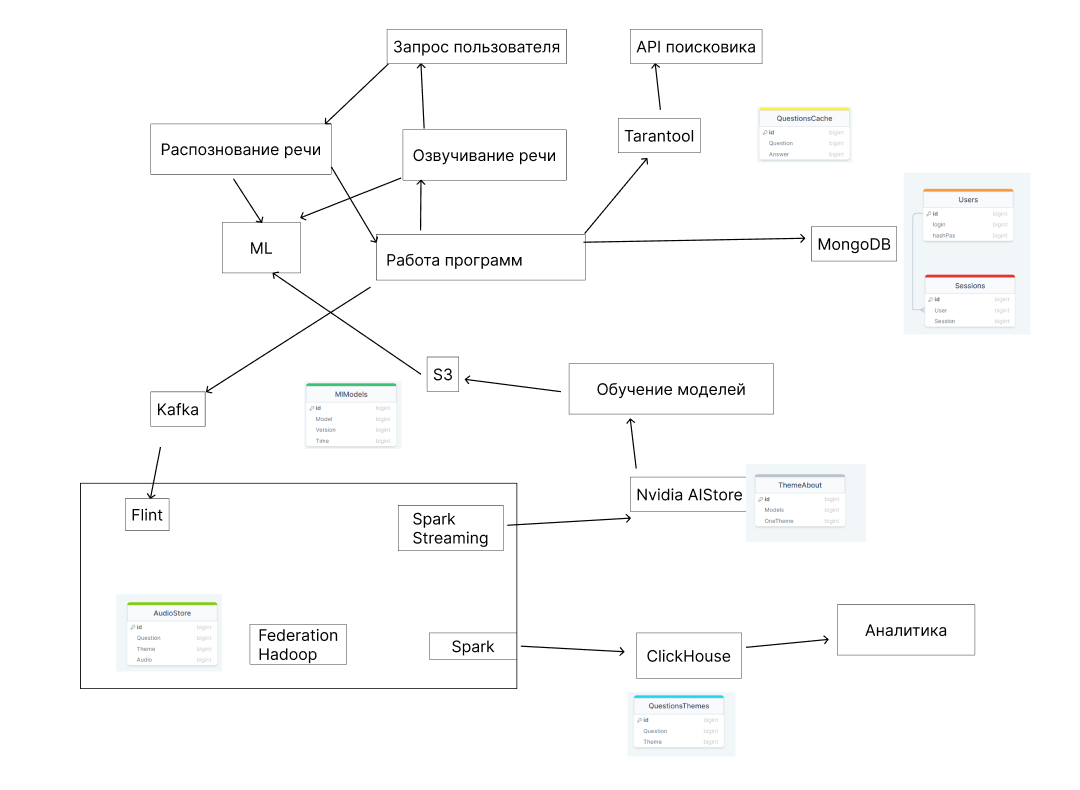 Запрос пользователя
API поисковика
Распознование речи
Озвучивание речи
Tarantool
QuestionsCache
id bigint
Question bigint
Answer bigint
ML
Работа программ
MongoDB
Users
id bigint
login bigint
hashPas bigint
Sessions
id bigint
User bigint
Session bigint
S3
Обучение моделей
Kafka
MlModels
id bigint
Model bigint
Version bigint
Time bigint
Flint
Spark
Streaming
Nvidia AIStore
ThemeAbout
id bigint
Models bigint
OneTheme bigint
AudioStore
id bigint
Question bigint
Theme bigint
Audio bigint
Federation
Hadoop
Spark
ClickHouse
Аналитика
QuestionsThemes
id bigint
Question bigint
Theme bigint